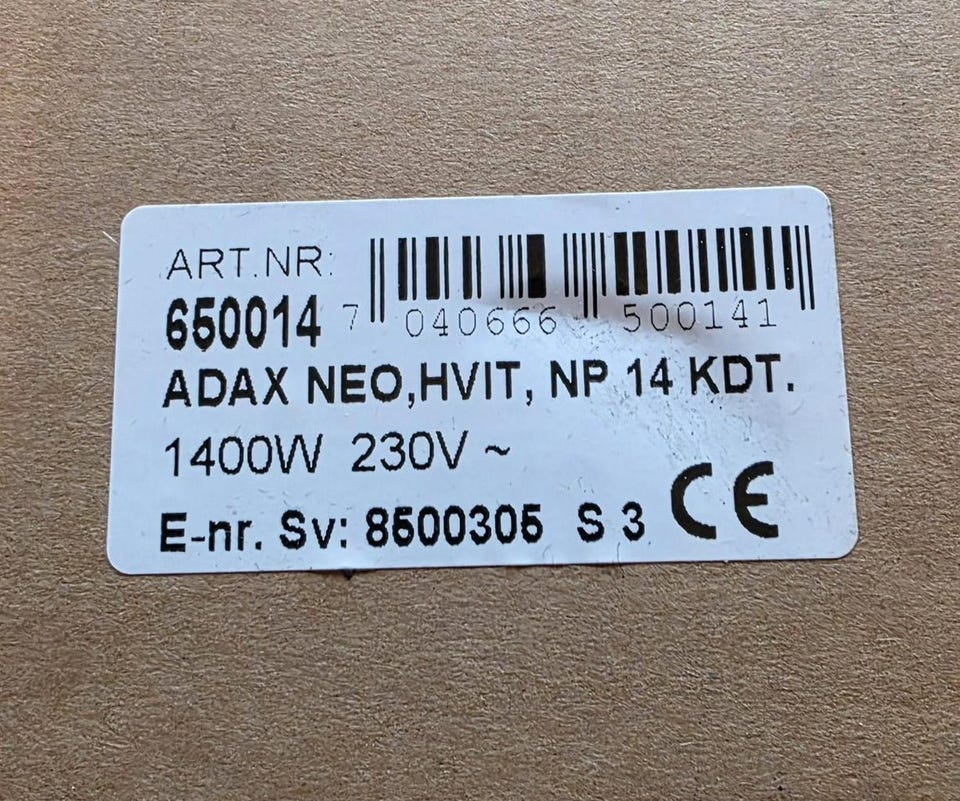 ART.NR:
650014
7 040666 500141
ADAX NEO,HVIT, NP 14 KDT.
1400W 230V ~
E-nr. Sv: 8500305 S 3 CE